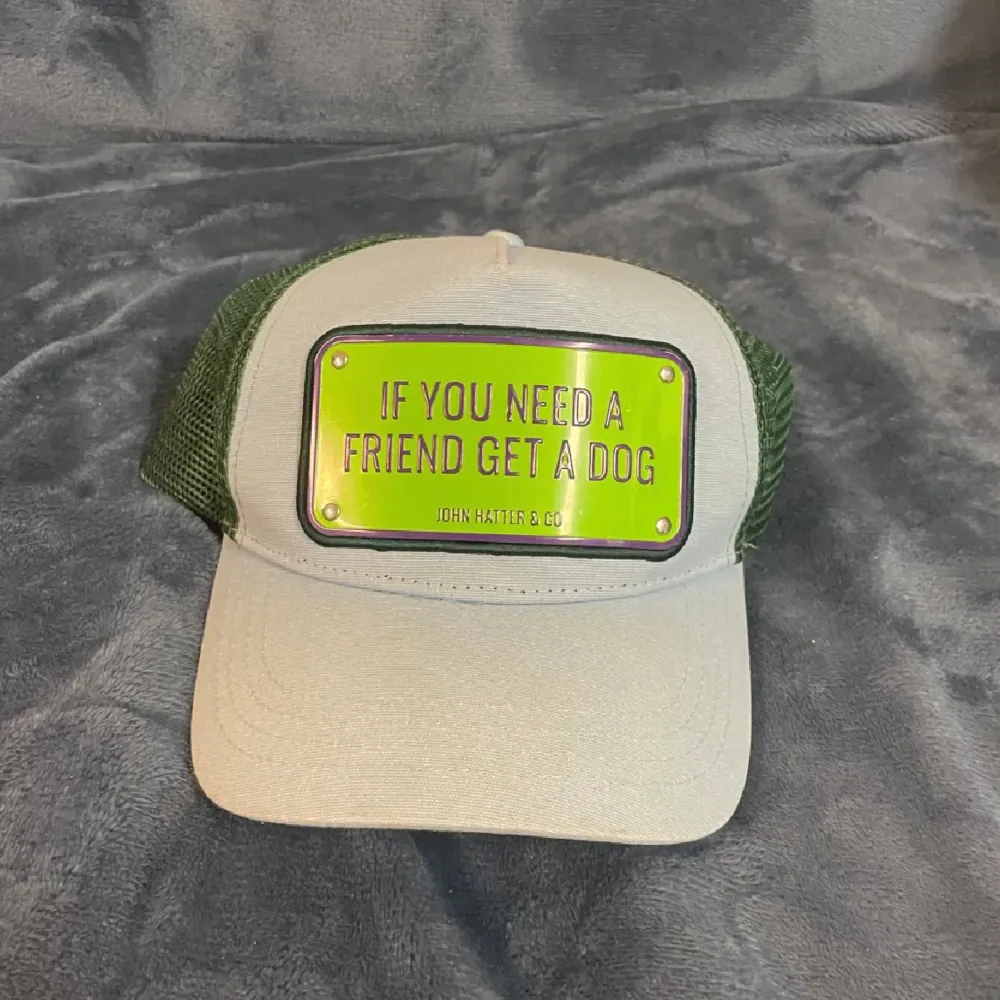 IF YOU NEED A
FRIEND GET A DOG
JOHN HATTER & CO